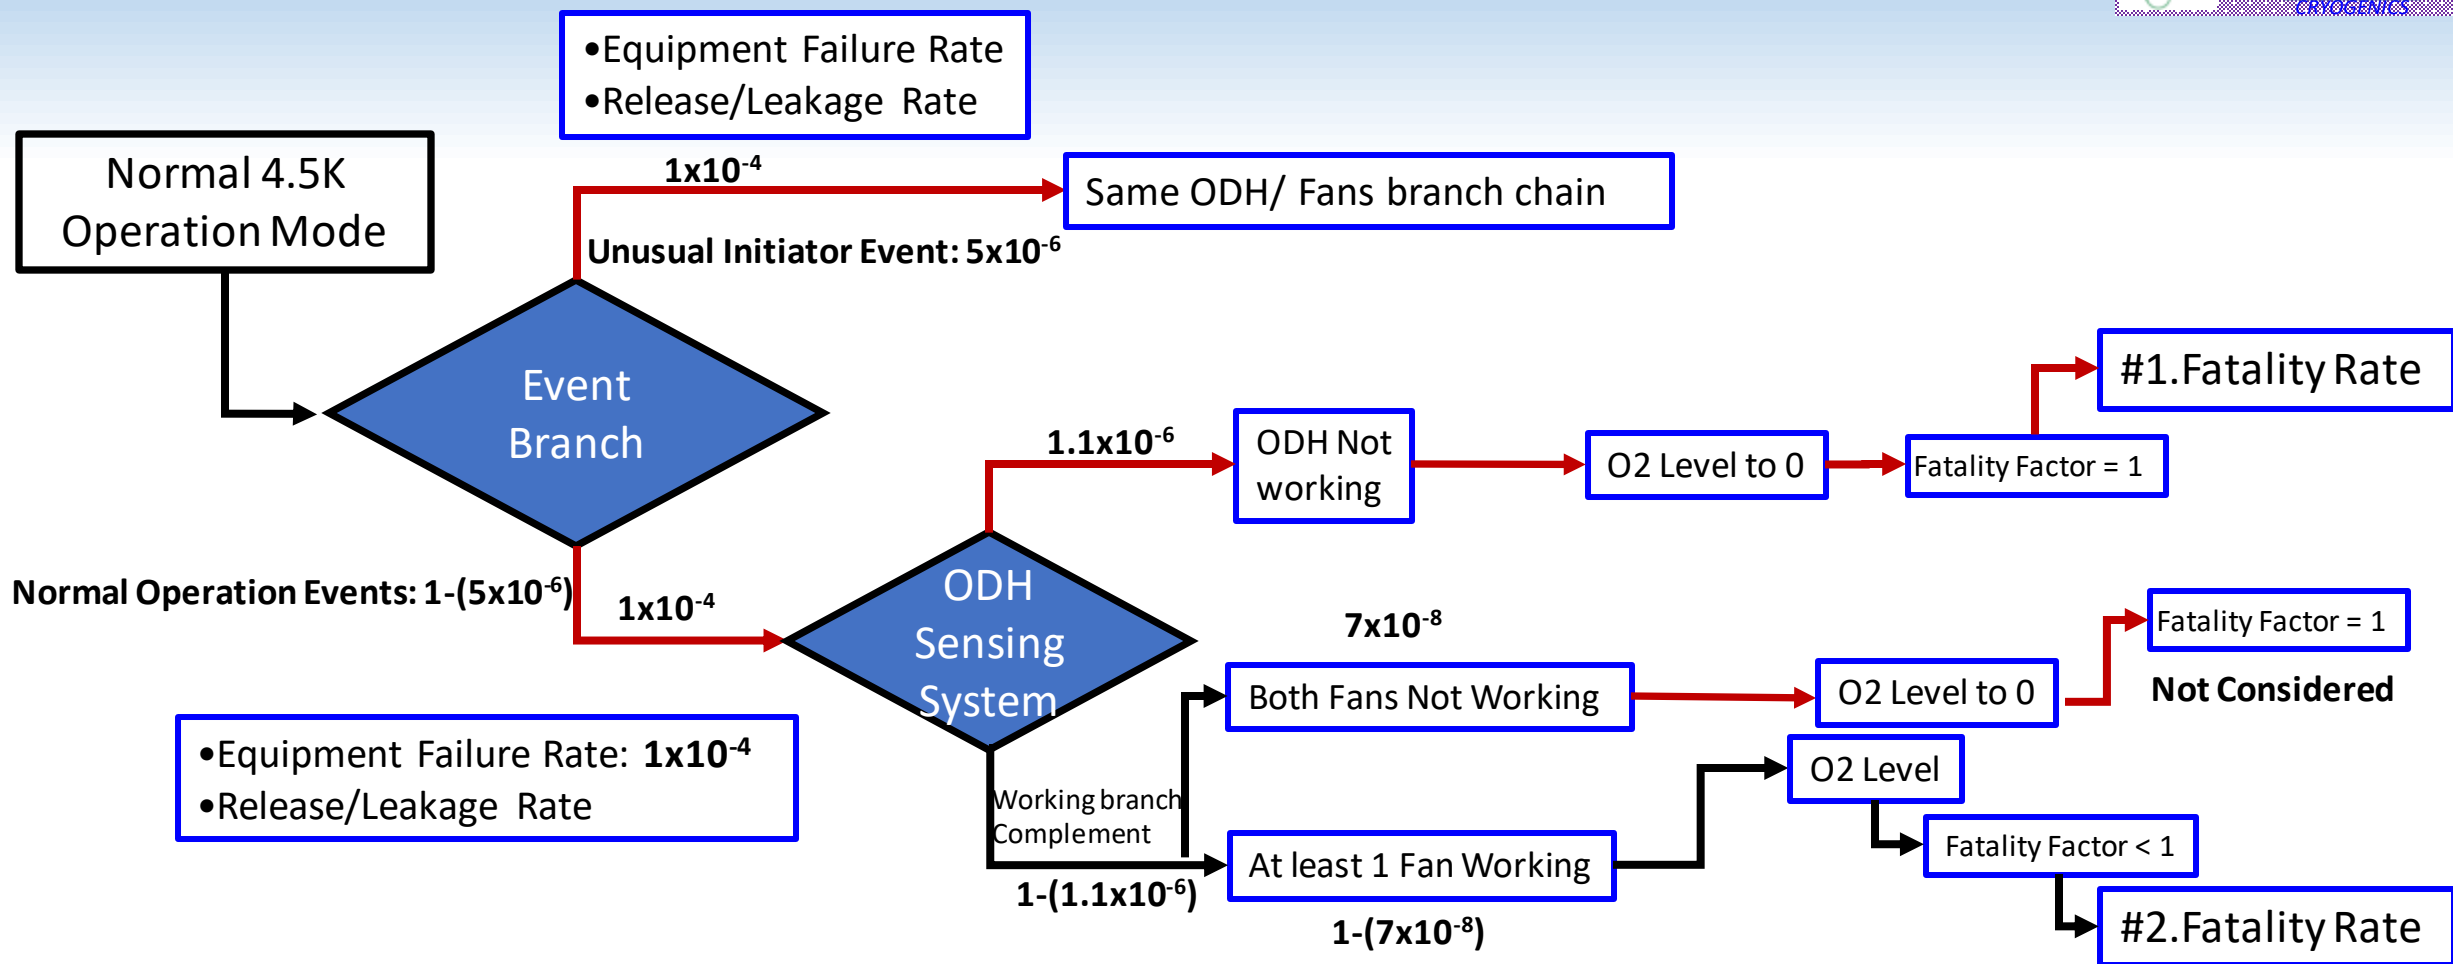 CRYOGENICS
•Equipment Failure Rate
•Release/Leakage Rate
Normal 4.5K
Operation Mode
1x10⁻⁴
Same ODH/ Fans branch chain
Unusual Initiator Event: 5x10⁻⁶
Event
Branch
#1.Fatality Rate
1.1x10⁻⁶
ODH Not
working
O2 Level to 0
Fatality Factor = 1
Normal Operation Events: 1-(5x10⁻⁶)
1x10⁻⁴
ODH
Sensing
System
7x10⁻⁸
Fatality Factor = 1
Both Fans Not Working
O2 Level to 0
Not Considered
•Equipment Failure Rate: 1x10⁻⁴
•Release/Leakage Rate
O2 Level
Working branch
Complement
At least 1 Fan Working
Fatality Factor < 1
1-(1.1x10⁻⁶)
1-(7x10⁻⁸)
#2.Fatality Rate